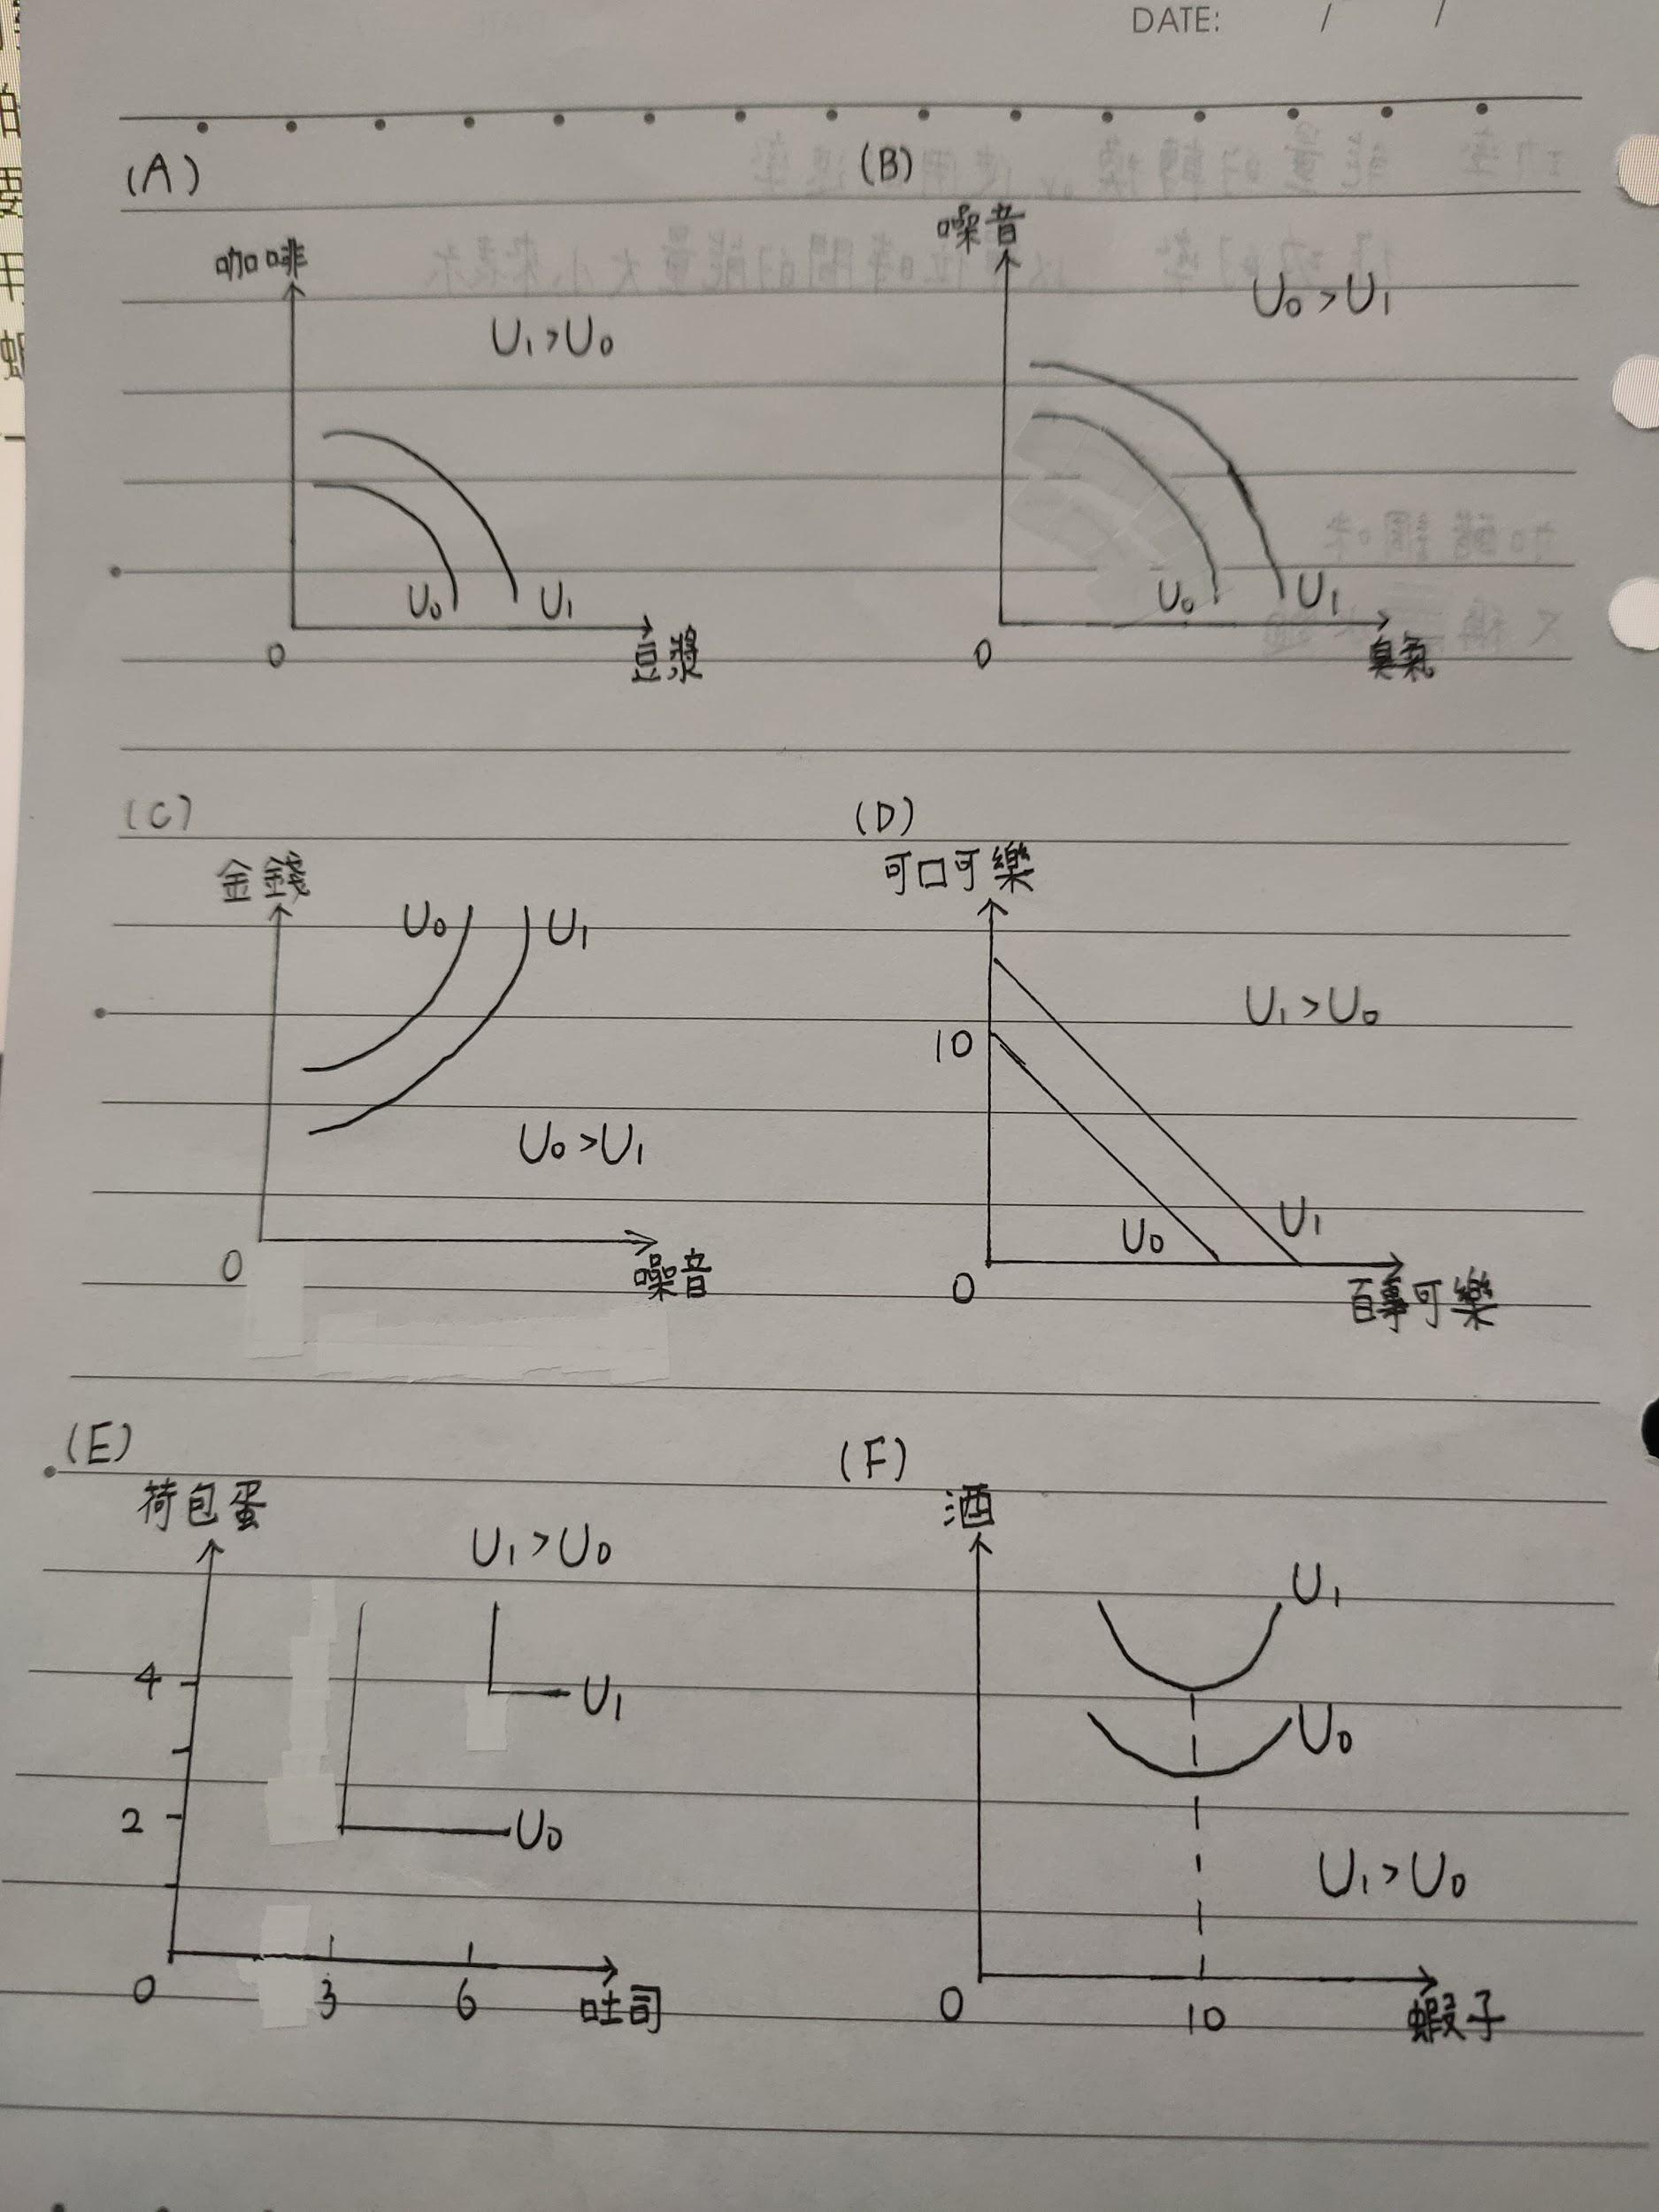 DATE: / /
(A)
(B)
咖啡
噪音
U₁>U₀
U₀>U₁
U₀ U₁
U₀ U₁
0
豆漿
0
臭氣
(C)
(D)
金錢
可口可樂
U₀ U₁
U₁>U₀
10
U₀>U₁
U₀
U₁
0
噪音
0
百事可樂
(E)
(F)
荷包蛋
酒
U₁>U₀
U₁
4
U₁
U₀
2
U₀
U₁>U₀
0 3 6 吐司
0 10 蝦子